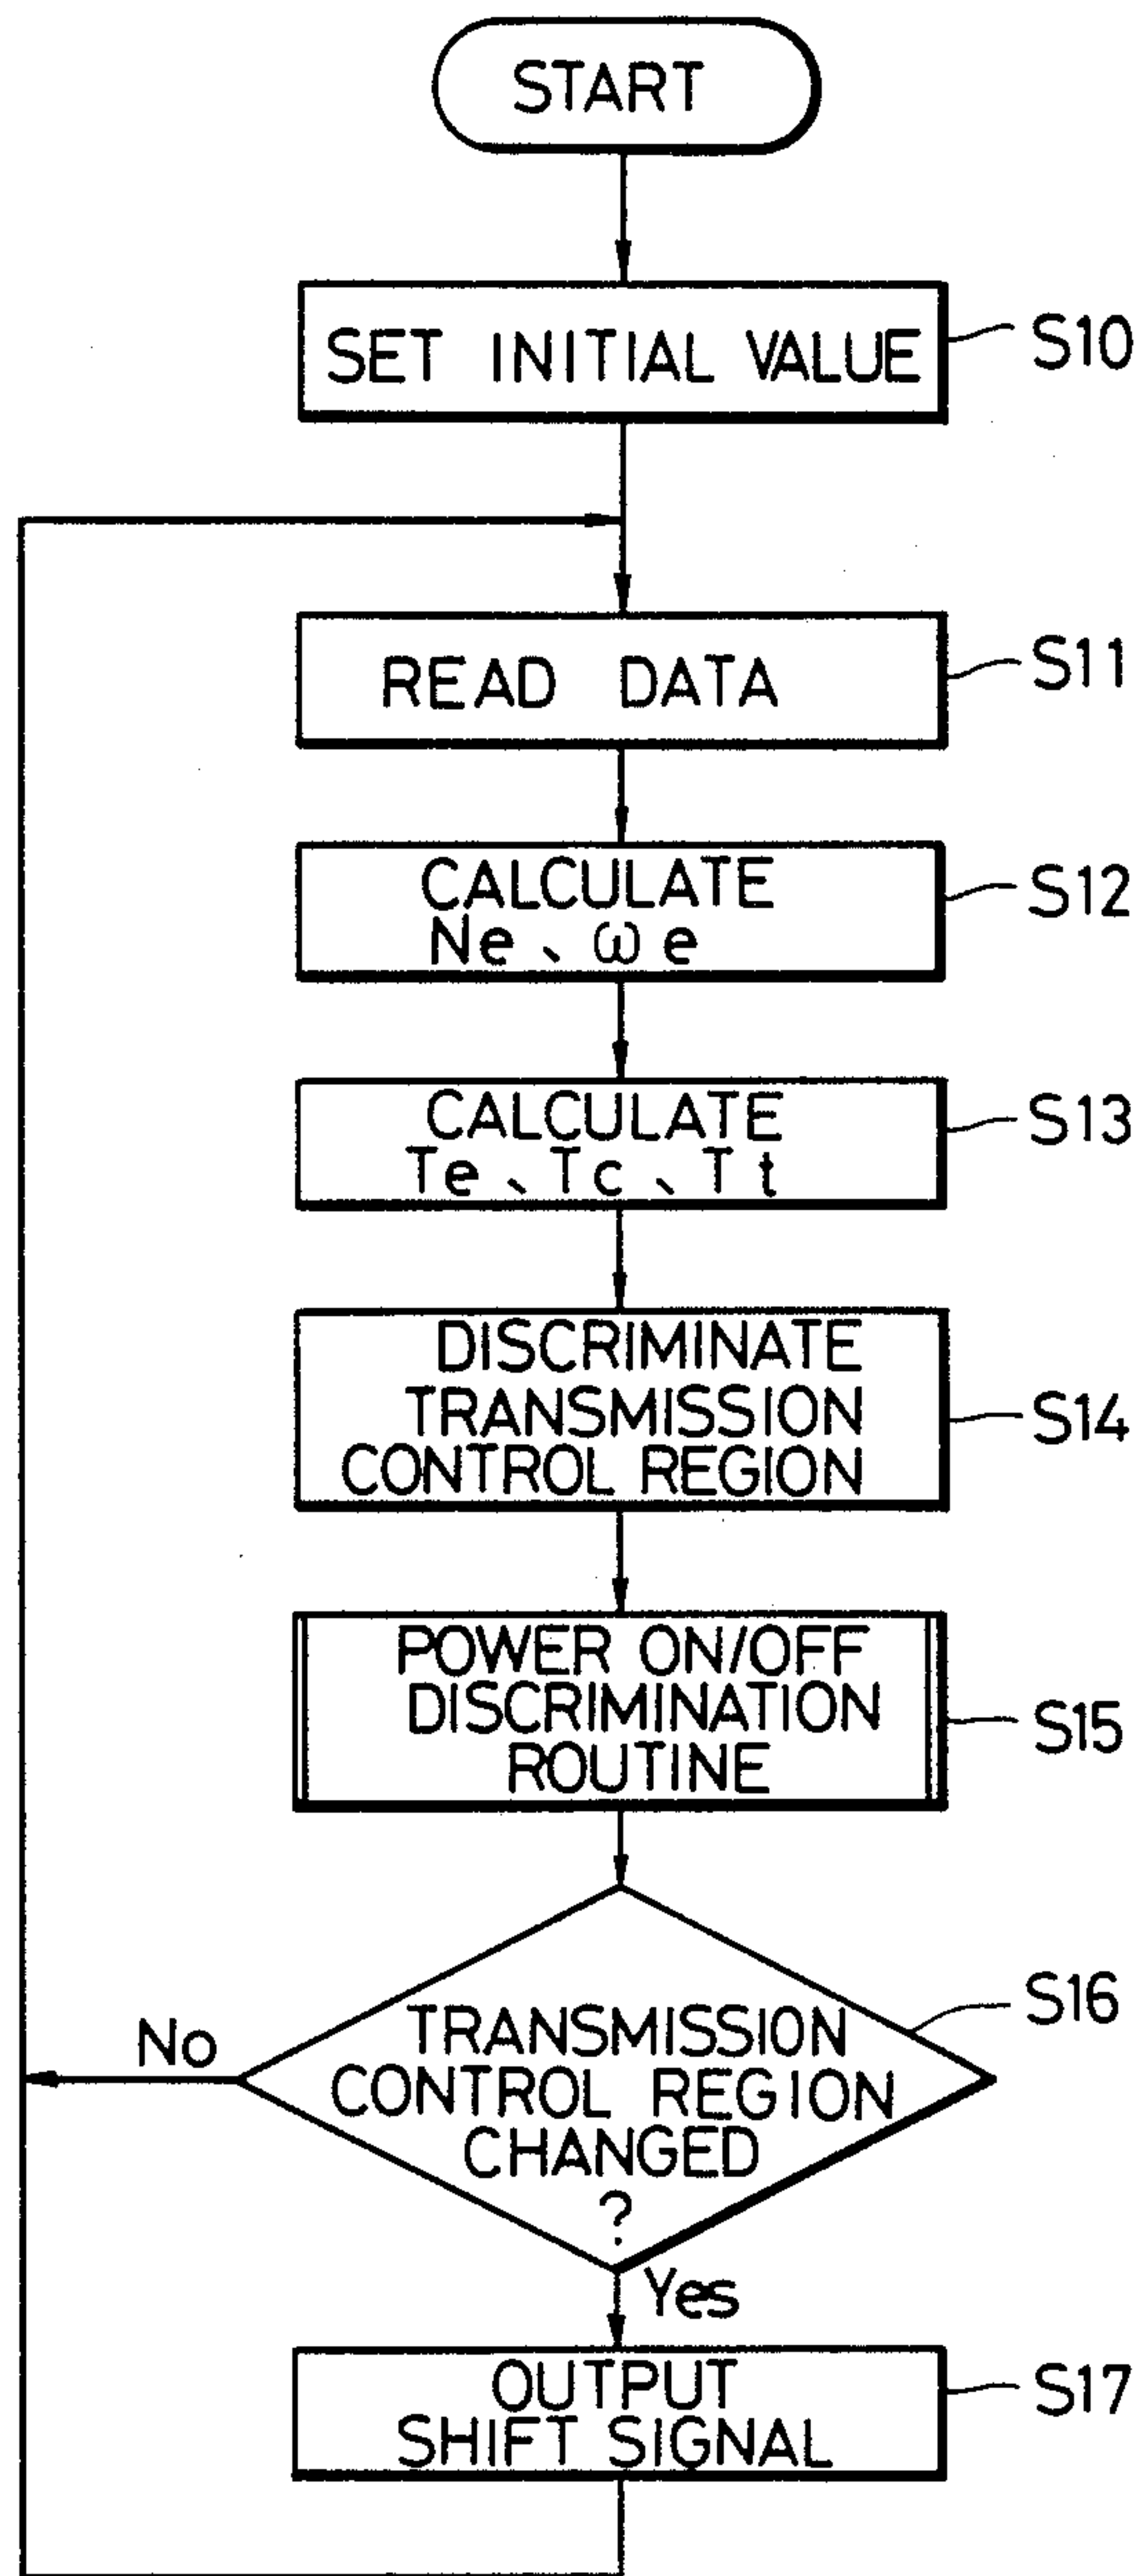 START
SET INITIAL VALUE
S10
READ DATA
S11
CALCULATE
Ne、ωe
S12
CALCULATE
Te、Tc、Tt
S13
DISCRIMINATE
TRANSMISSION
CONTROL REGION
S14
POWER ON/OFF
DISCRIMINATION
ROUTINE
S15
TRANSMISSION
CONTROL REGION
CHANGED
?
S16
No
Yes
OUTPUT
SHIFT SIGNAL
S17